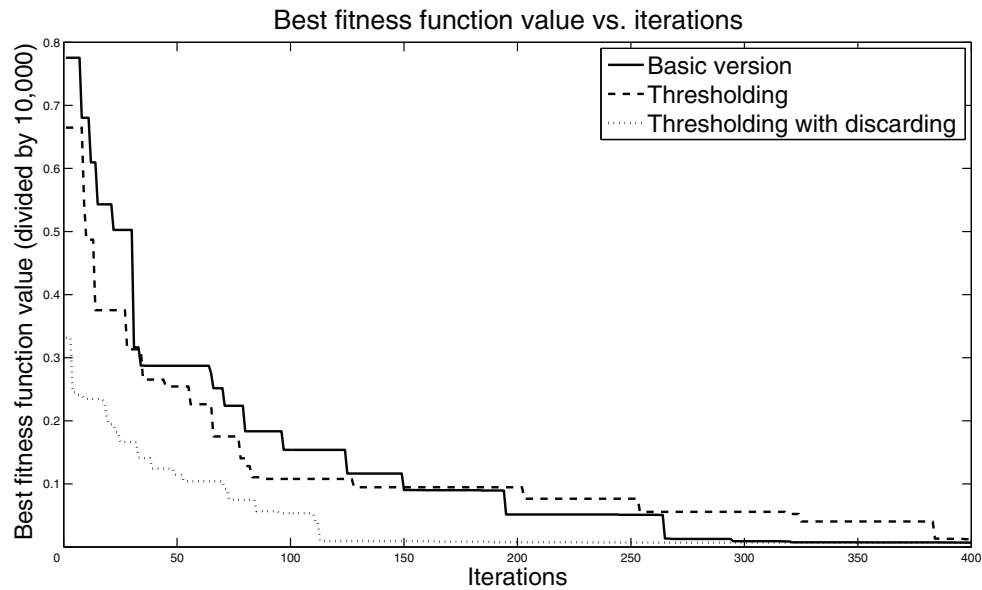 Best fitness function value vs. iterations
Best fitness function value (divided by 10,000)
0.8
0.7
0.6
0.5
0.4
0.3
0.2
0.1
0
Basic version
Thresholding
Thresholding with discarding
0 50 100 150 200 250 300 350 400
Iterations